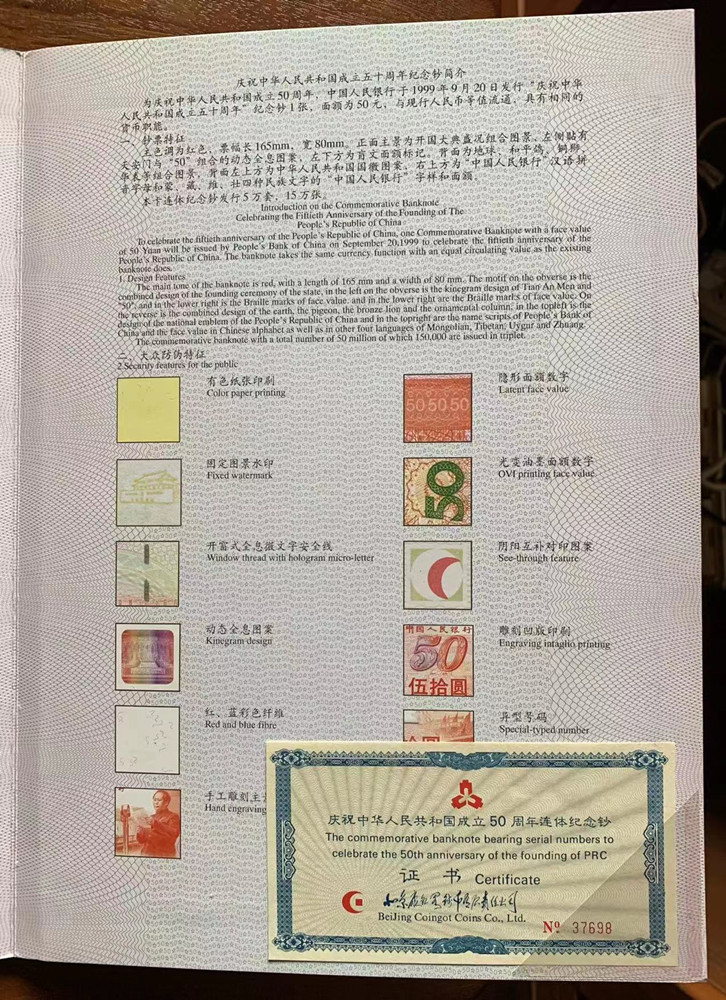 庆祝中华人民共和国成立五十周年纪念钞简介
为庆祝中华人民共和国成立50周年，中国人民银行于1999年9月20日发行“庆祝中华
人民共和国成立五十周年”纪念钞1张，面额为50元，与现行人民币等值流通，具有相同的
货币职能。
一、钞票特征
主色调为红色，票幅长165mm，宽80mm。正面主景为开国大典盛况组合图景，左侧贴有
天安门与“50”组合的动态全息图案，左下方为盲文面额标记。背面为地球、和平鸽、铜狮、
华表等组合图景，背面左上方为中华人民共和国国徽图案，右上方为“中国人民银行”汉语拼
音字母和蒙、藏、维、壮四种民族文字的“中国人民银行”字样和面额。
本卡连体纪念钞发行5万套，15万张。
Introduction on the Commemorative Banknote
Celebrating the Fiftieth Anniversary of the Founding of The
People's Republic of China
To celebrate the fiftieth anniversary of the People's Republic of China, one Commemorative Banknote with a face value
of 50 Yuan will be issued by People's Bank of China on September 20,1999 to celebrate the fiftieth anniversary of the
People's Republic of China. The banknote takes the same currency function with an equal circulating value as the existing
banknote does.
1. Design Features
The main tone of the banknote is red, with a length of 165 mm and a width of 80 mm. The motif on the obverse is the
combined design of the founding ceremony of the state, in the left on the obverse is the kinegram design of Tian An Men and
"50", and in the lower right is the Braille marks of face value. and in the lower right are the Braille marks of face value. On
the reverse is the combined design of the earth, the pigeon, the bronze lion and the ornamental column, in the topleft is the
design of the national emblem of the People's Republic of China and in the topright are the name scripts of People's Bank of
China and the face value in Chinese alphabet as well as in other four languages of Mongolian, Tibetan, Uygur and Zhuang.
The commemorative banknote with a total number of 50 million of which 150,000 are issued in triplet.
二、大众防伪特征
2.Security features for the public
有色纸张印刷
Color paper printing
隐形面额数字
Latent face value
50 50 50
固定图景水印
Fixed watermark
光变油墨面额数字
OVI printing face value
50
开窗式全息微文字安全线
Window thread with hologram micro-letter
阴阳互补对印图案
See-through feature
动态全息图案
Kinegram design
雕刻凹版印刷
Engraving intaglio printing
中国人民银行
50
伍拾圆
红、蓝彩色纤维
Red and blue fibre
异型号码
Special-typed number
手工雕刻主
Hand engraving
庆祝中华人民共和国成立50周年连体纪念钞
The commemorative banknote bearing serial numbers to
celebrate the 50th anniversary of the founding of PRC
证 书 Certificate
BeiJing Coingot Coins Co., Ltd.
Nº 37698